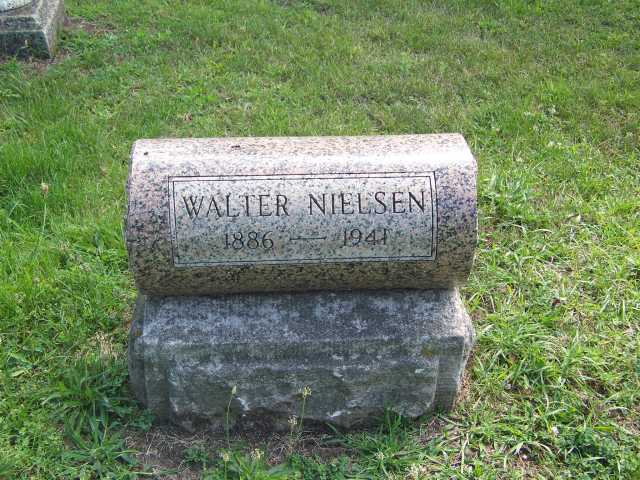 WALTER NIELSEN
1886 — 1941